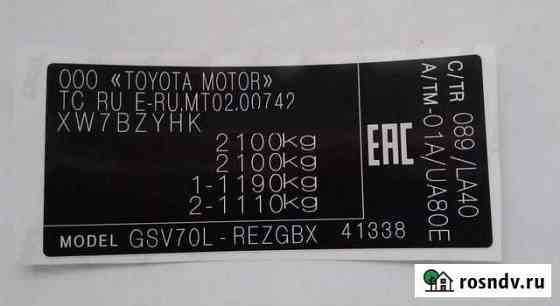 ООО «TOYOTA MOTOR»
TC RU E-RU.MT02.00742
XW7BZYHK
2100kg
2100kg
1-1190kg
2-1110kg
MODEL GSV70L-REZGBX 41338
EAC
C/TR 089/LA40
A/TM-01A/UA80E
rosndv.ru